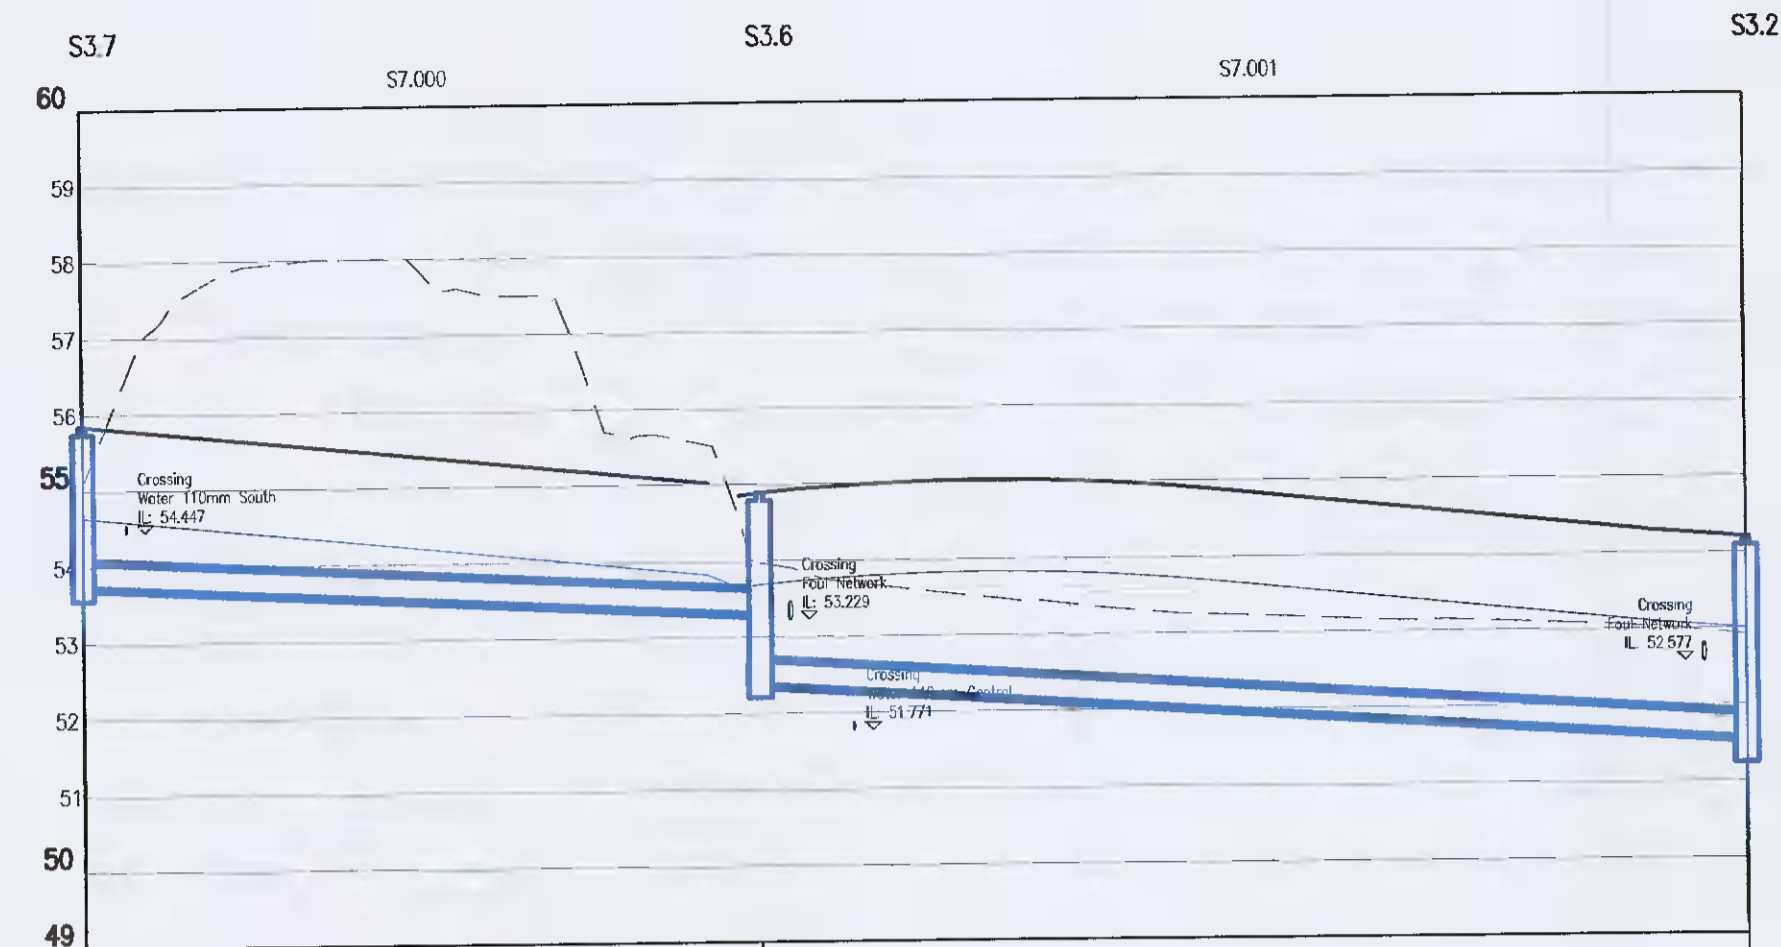 S3.7
S3.6
S3.2
S7.000
S7.001
60
59
58
57
56
55
Crossing
Water 110mm South
IL: 54.447
54
Crossing
Foul Network
IL: 53.229
Crossing
Foul Network
IL: 52.577
53
Crossing
Central
IL: 51.771
52
51
50
49